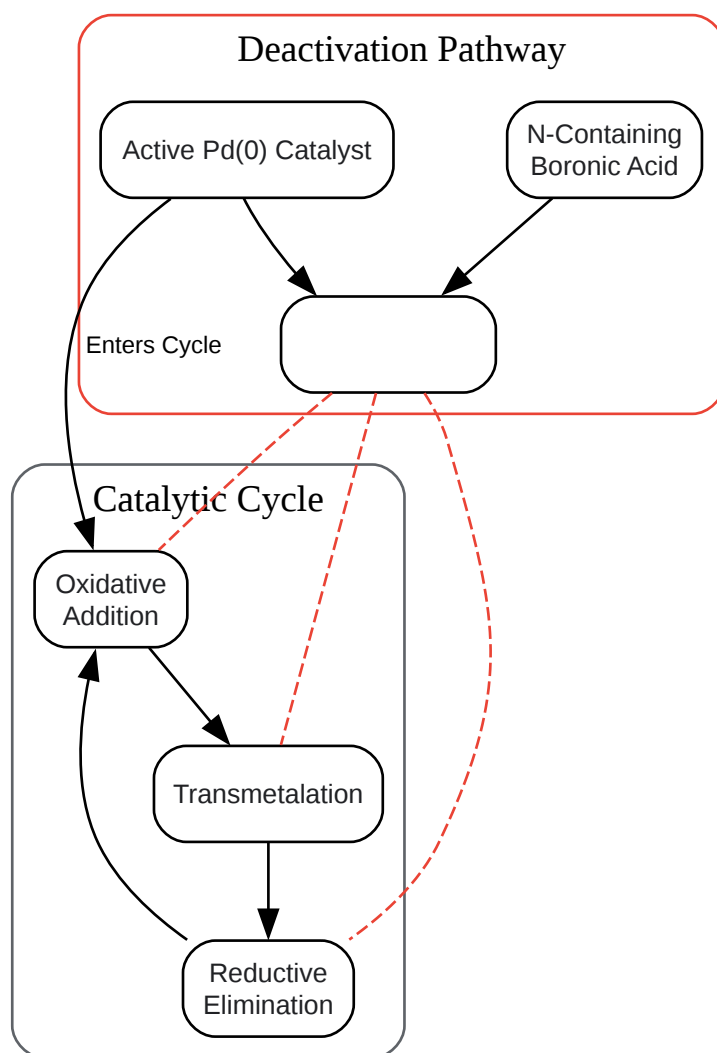 Deactivation Pathway
Active Pd(0) Catalyst
N-Containing
Boronic Acid
Enters Cycle
Catalytic Cycle
Oxidative
Addition
Transmetalation
Reductive
Elimination